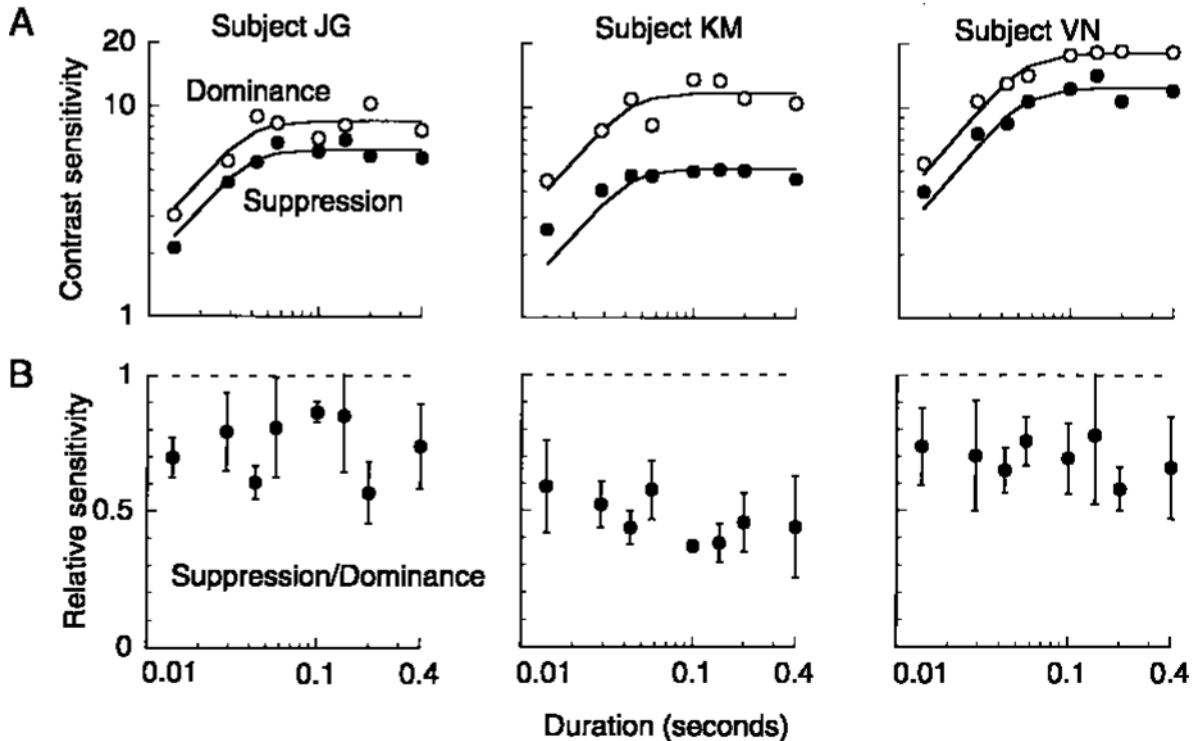 A
Subject JG
Subject KM
Subject VN
20
10
1
Contrast sensitivity
Dominance
Suppression
B
1
0.5
0
Relative sensitivity
Suppression/Dominance
0.01
0.1
0.4
0.01
0.1
0.4
0.01
0.1
0.4
Duration (seconds)